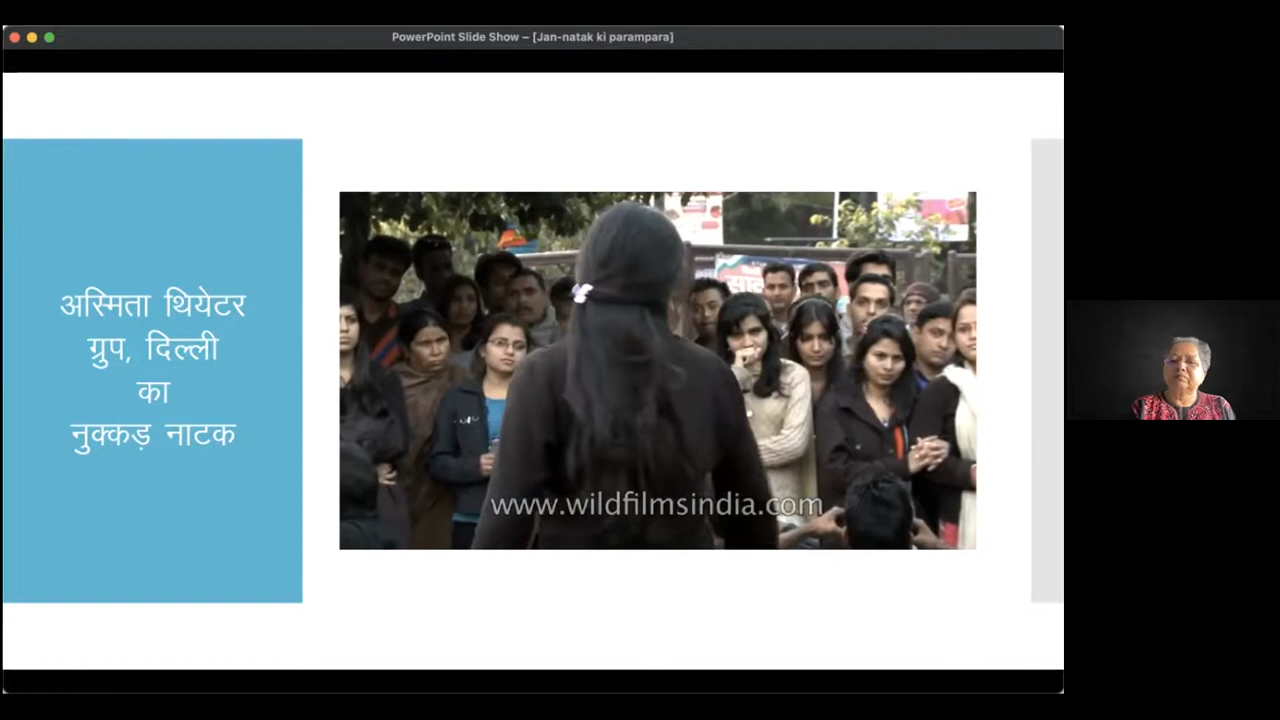 PowerPoint Slide Show – [Jan-natak ki parampara]
अस्मिता थियेटर
ग्रुप, दिल्ली
का
नुक्कड़ नाटक
www.wildfilmsindia.com